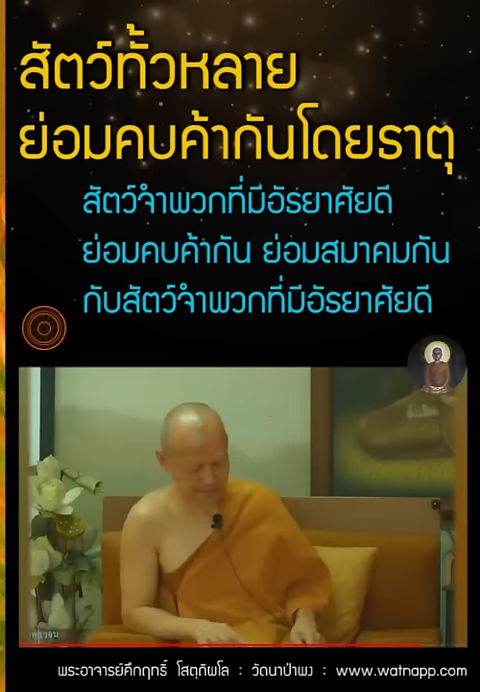 สัตว์ทั้วหลาย
ย่อมคบค้ากันโดยธาตุ
สัตว์จำพวกที่มีอัธยาศัยดี
ย่อมคบค้ากัน ย่อมสมาคมกัน
กับสัตว์จำพวกที่มีอัธยาศัยดี
พระอาจารย์คึกฤทธิ์ โสตฺถิผโล : วัดนาป่าพง : www.watnapp.com